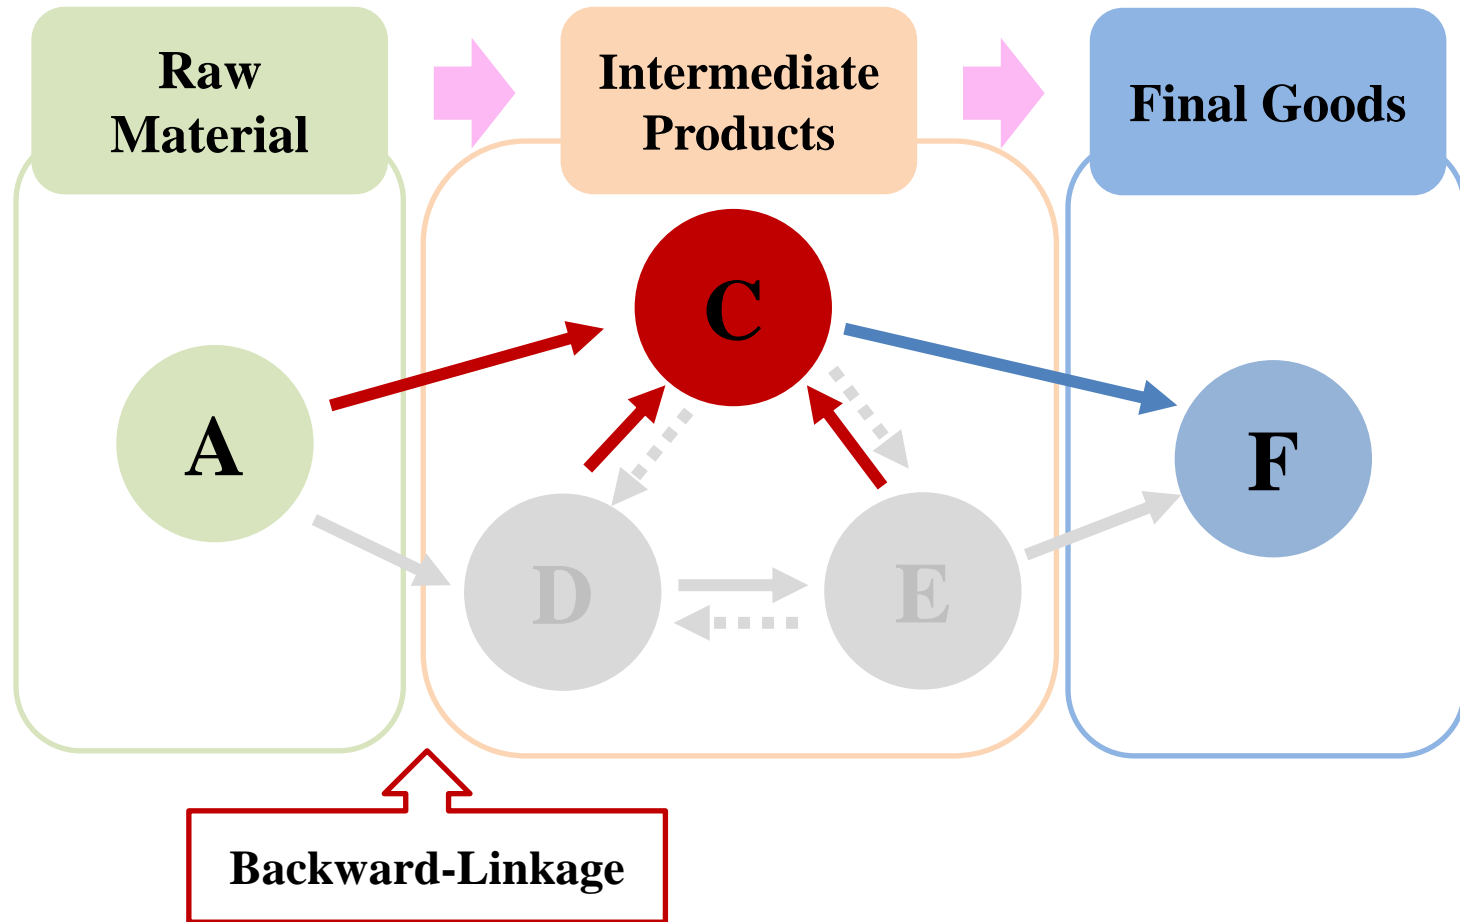 Raw
Material
Intermediate
Products
Final Goods
C
A
F
D
E
Backward-Linkage